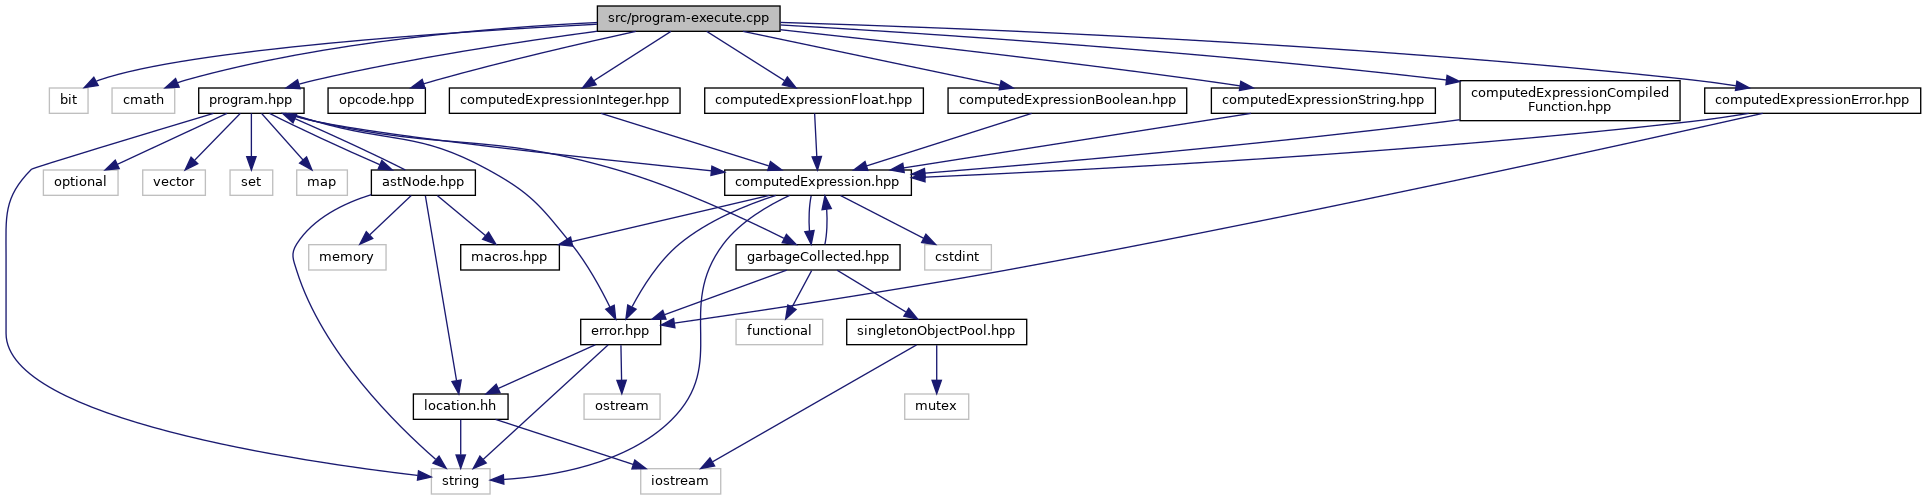 src/program-execute.cpp
bit
cmath
program.hpp
opcode.hpp
computedExpressionInteger.hpp
computedExpressionFloat.hpp
computedExpressionBoolean.hpp
computedExpressionString.hpp
computedExpressionCompiled
Function.hpp
computedExpressionError.hpp
optional
vector
set
map
astNode.hpp
computedExpression.hpp
memory
macros.hpp
garbageCollected.hpp
cstdint
error.hpp
functional
singletonObjectPool.hpp
location.hh
ostream
mutex
string
iostream